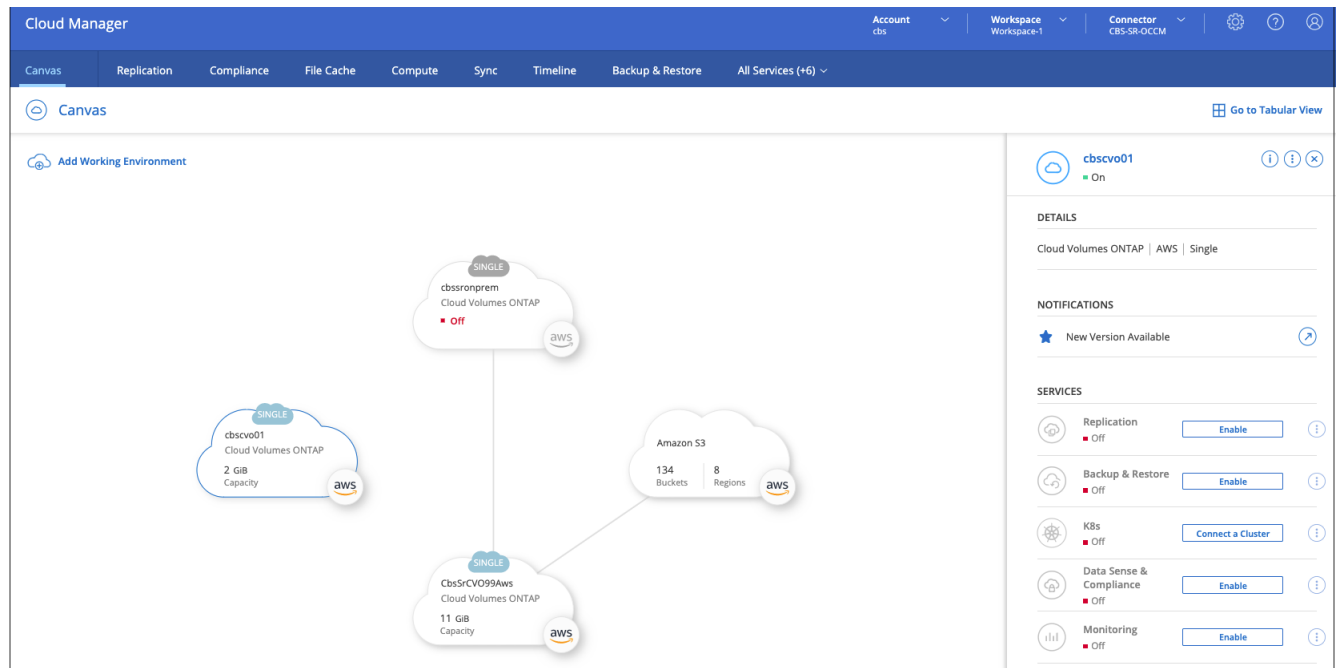 Cloud Manager
Account
cbs
Workspace
Workspace-1
Connector
CBS-SR-OCCM
Canvas
Replication
Compliance
File Cache
Compute
Sync
Timeline
Backup & Restore
All Services (+6)
Canvas
Go to Tabular View
Add Working Environment
SINGLE
cbssronprem
Cloud Volumes ONTAP
Off
aws
SINGLE
cbscvo01
Cloud Volumes ONTAP
2 GiB
Capacity
aws
Amazon S3
134
Buckets
8
Regions
aws
SINGLE
CbsSrCVO99Aws
Cloud Volumes ONTAP
11 GiB
Capacity
aws
cbscvo01
On
DETAILS
Cloud Volumes ONTAP | AWS | Single
NOTIFICATIONS
New Version Available
SERVICES
Replication
Off
Enable
Backup & Restore
Off
Enable
K8s
Off
Connect a Cluster
Data Sense &
Compliance
Off
Enable
Monitoring
Off
Enable